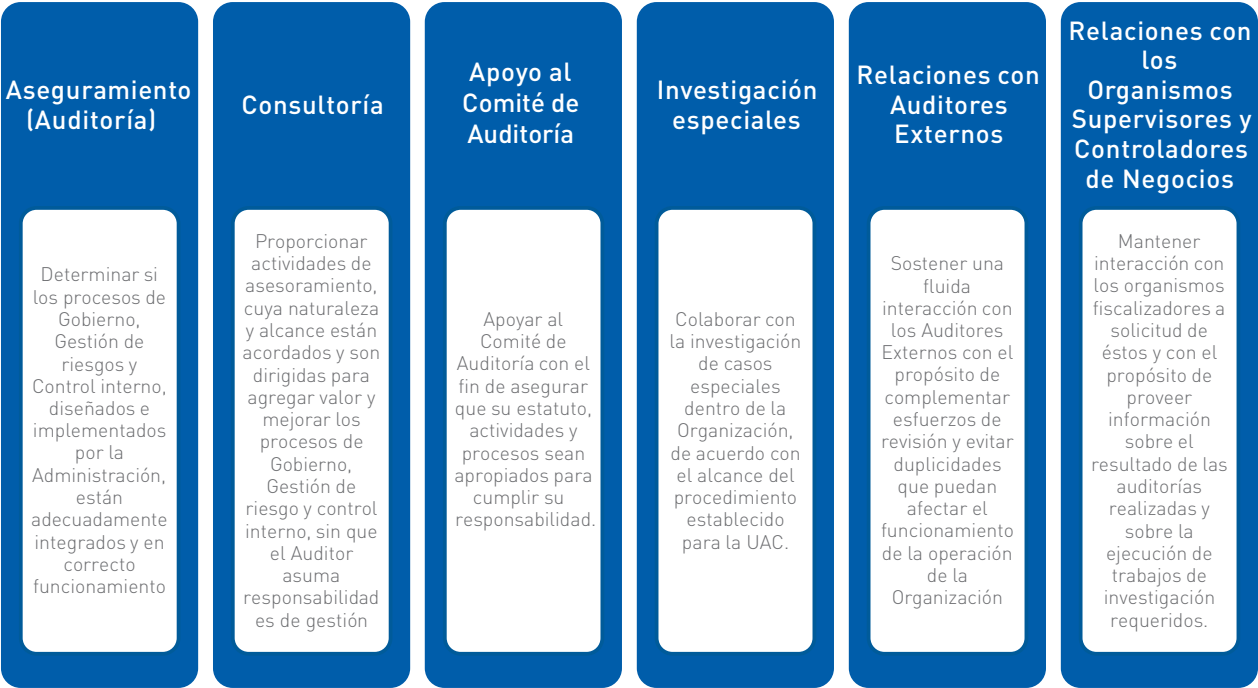 Aseguramiento
(Auditoría)
Determinar si
los procesos de
Gobierno,
Gestión de
riesgos y
Control interno,
diseñados e
implementados
por la
Administración,
están
adecuadamente
integrados y en
correcto
funcionamiento
Consultoría
Proporcionar
actividades de
asesoramiento,
cuya naturaleza
y alcance están
acordados y son
dirigidas para
agregar valor y
mejorar los
procesos de
Gobierno,
Gestión de
riesgo y control
interno, sin que
el Auditor
asuma
responsabilidad
es de gestión
Apoyo al
Comité de
Auditoría
Apoyar al
Comité de
Auditoría con el
fin de asegurar
que su estatuto,
actividades y
procesos sean
apropiados para
cumplir su
responsabilidad.
Investigación
especiales
Colaborar con
la investigación
de casos
especiales
dentro de la
Organización,
de acuerdo con
el alcance del
procedimiento
establecido
para la UAC.
Relaciones con
Auditores
Externos
Sostener una
fluida
interacción con
los Auditores
Externos con el
propósito de
complementar
esfuerzos de
revisión y evitar
duplicidades
que puedan
afectar el
funcionamiento
de la operación
de la
Organización
Relaciones con
los
Organismos
Supervisores y
Controladores
de Negocios
Mantener
interacción con
los organismos
fiscalizadores a
solicitud de
éstos y con el
propósito de
proveer
información
sobre el
resultado de las
auditorías
realizadas y
sobre la
ejecución de
trabajos de
investigación
requeridos.